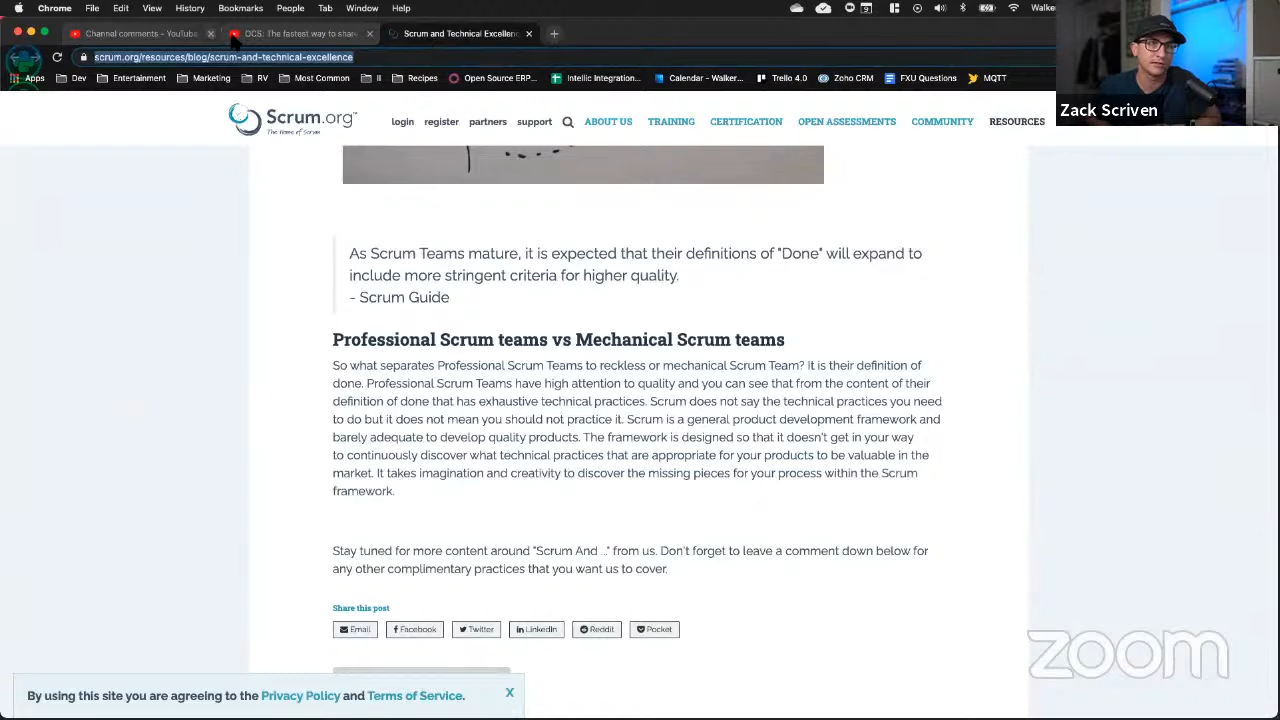 Chrome File Edit View History Bookmarks People Tab Window Help
Channel comments - YouTube
DCS: The fastest way to share
Scrum and Technical Excellence
scrum.org/resources/blog/scrum-and-technical-excellence
Apps Dev Entertainment Marketing RV Most Common II Recipes Open Source ERP... Intellic Integration... Calendar - Walker... Trello 4.0 Zoho CRM FXU Questions MQTT
Zack Scriven
Scrum.org™
The Home of Scrum
login register partners support ABOUT US TRAINING CERTIFICATION OPEN ASSESSMENTS COMMUNITY RESOURCES
As Scrum Teams mature, it is expected that their definitions of "Done" will expand to
include more stringent criteria for higher quality.
- Scrum Guide
Professional Scrum teams vs Mechanical Scrum teams
So what separates Professional Scrum Teams to reckless or mechanical Scrum Team? It is their definition of
done. Professional Scrum Teams have high attention to quality and you can see that from the content of their
definition of done that has exhaustive technical practices. Scrum does not say the technical practices you need
to do but it does not mean you should not practice it. Scrum is a general product development framework and
barely adequate to develop quality products. The framework is designed so that it doesn't get in your way
to continuously discover what technical practices that are appropriate for your products to be valuable in the
market. It takes imagination and creativity to discover the missing pieces for your process within the Scrum
framework.
Stay tuned for more content around "Scrum And ..." from us. Don't forget to leave a comment down below for
any other complimentary practices that you want us to cover.
Share this post
Email Facebook Twitter LinkedIn Reddit Pocket
By using this site you are agreeing to the Privacy Policy and Terms of Service. X
zoom